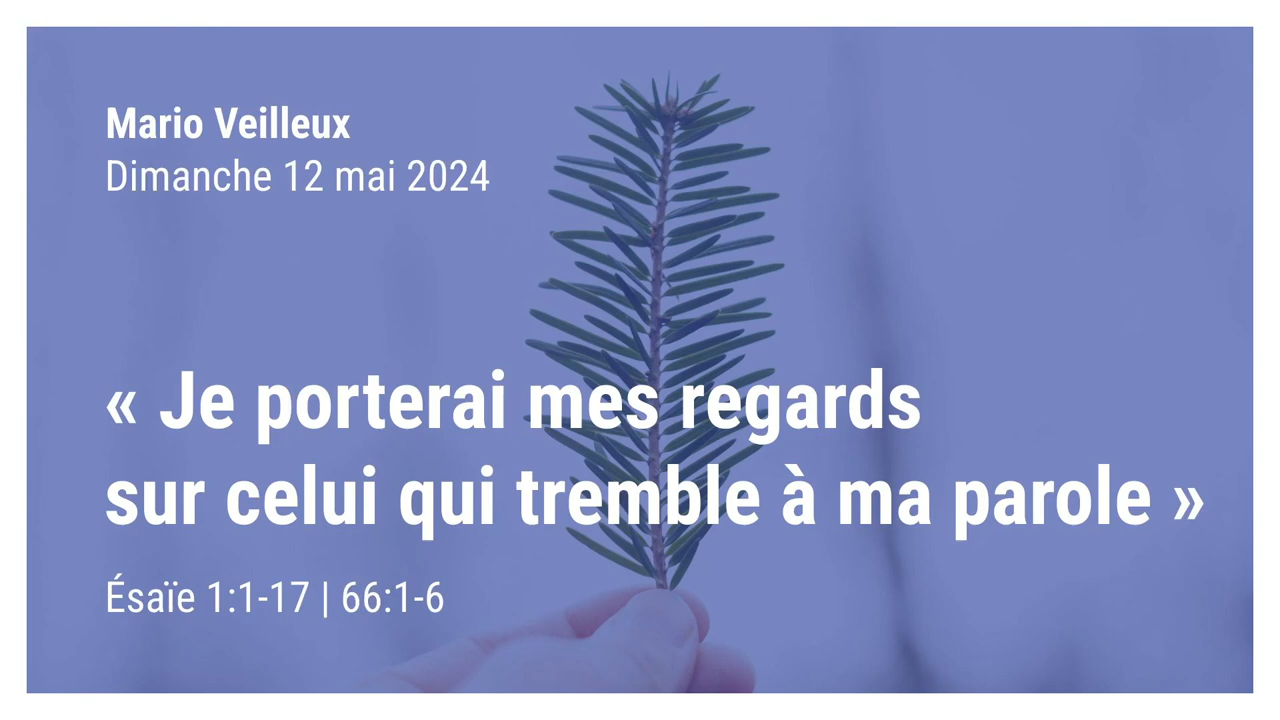 Mario Veilleux
Dimanche 12 mai 2024
« Je porterai mes regards
sur celui qui tremble à ma parole »
Ésaïe 1:1-17 | 66:1-6